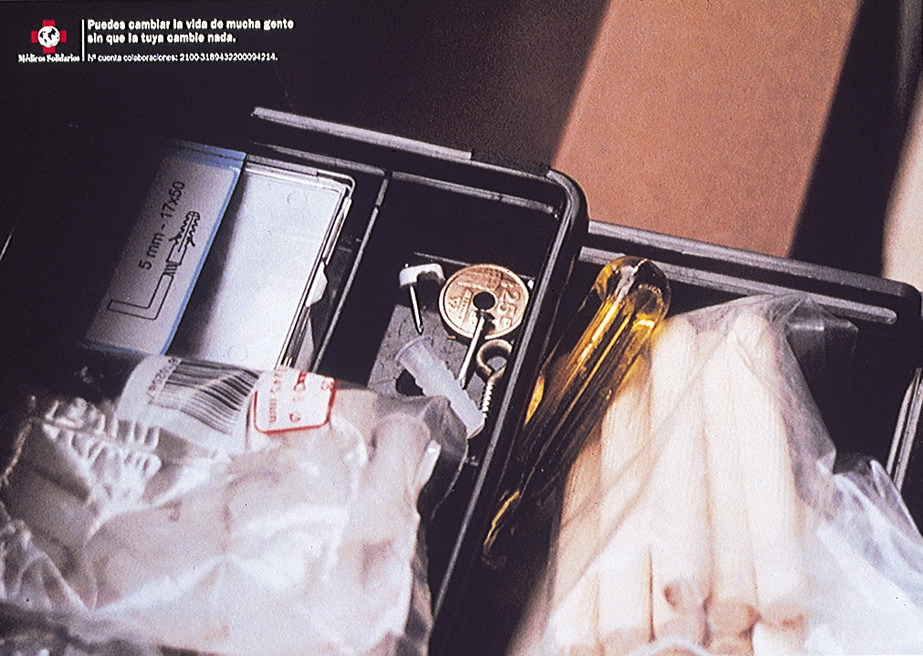 Puedes cambiar la vida de mucha gente
sin que la tuya cambie nada.
Médicos Solidarios
Nº cuenta colaboraciones: 2100-3189432200094214.
5 mm - 17x50
25